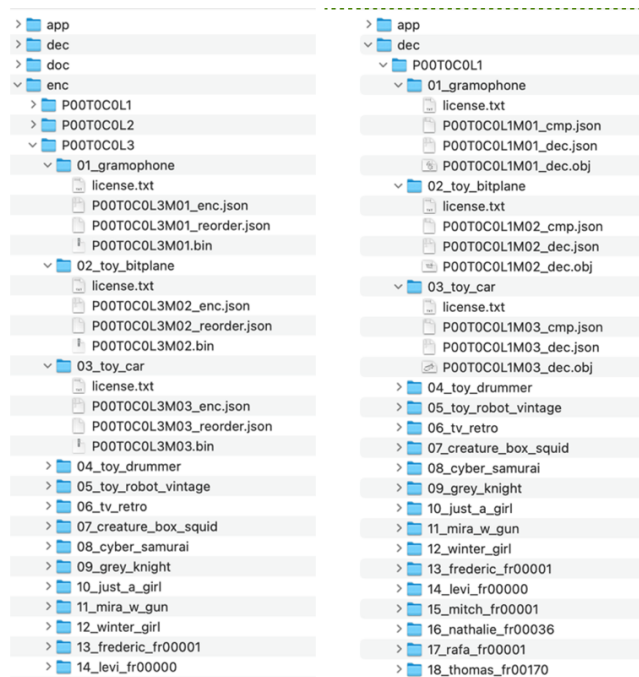 app
dec
doc
enc
P00T0C0L1
P00T0C0L2
P00T0C0L3
01_gramophone
license.txt
P00T0C0L3M01_enc.json
P00T0C0L3M01_reorder.json
P00T0C0L3M01.bin
02_toy_bitplane
license.txt
P00T0C0L3M02_enc.json
P00T0C0L3M02_reorder.json
P00T0C0L3M02.bin
03_toy_car
license.txt
P00T0C0L3M03_enc.json
P00T0C0L3M03_reorder.json
P00T0C0L3M03.bin
04_toy_drummer
05_toy_robot_vintage
06_tv_retro
07_creature_box_squid
08_cyber_samurai
09_grey_knight
10_just_a_girl
11_mira_w_gun
12_winter_girl
13_frederic_fr00001
14_levi_fr00000
app
dec
P00T0C0L1
01_gramophone
license.txt
P00T0C0L1M01_cmp.json
P00T0C0L1M01_dec.json
P00T0C0L1M01_dec.obj
02_toy_bitplane
license.txt
P00T0C0L1M02_cmp.json
P00T0C0L1M02_dec.json
P00T0C0L1M02_dec.obj
03_toy_car
license.txt
P00T0C0L1M03_cmp.json
P00T0C0L1M03_dec.json
P00T0C0L1M03_dec.obj
04_toy_drummer
05_toy_robot_vintage
06_tv_retro
07_creature_box_squid
08_cyber_samurai
09_grey_knight
10_just_a_girl
11_mira_w_gun
12_winter_girl
13_frederic_fr00001
14_levi_fr00000
15_mitch_fr00001
16_nathalie_fr00036
17_rafa_fr00001
18_thomas_fr00170